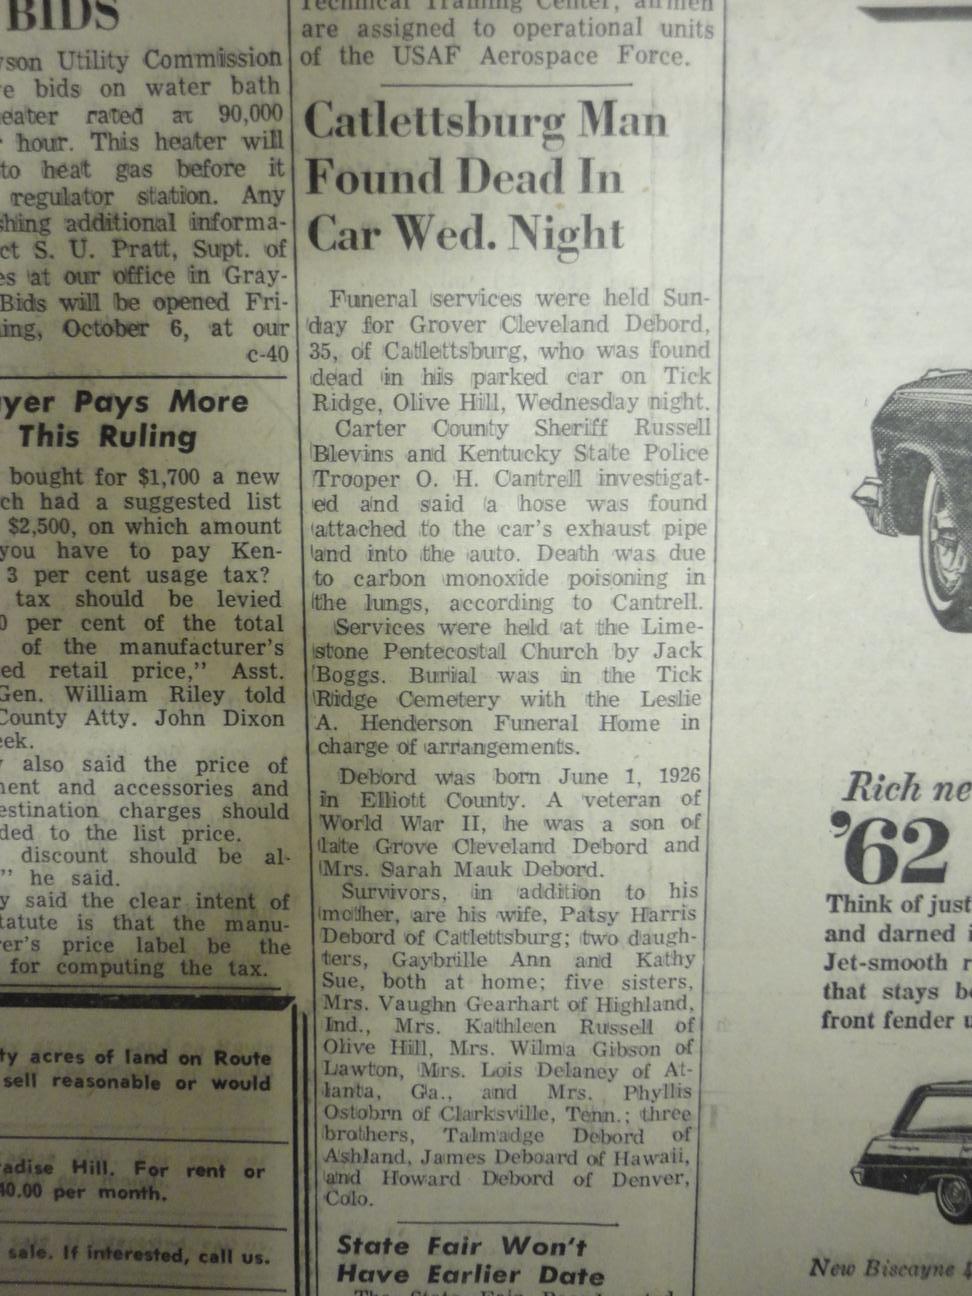 BIDS
Utility Commission
bids on water bath
rated at 90,000
hour. This heater will
to heat gas before it
regulator station. Any
additional informa-
S. U. Pratt, Supt. of
at our office in Gray-
Bids will be opened Fri-
October 6, at our
c-40
Pays More
This Ruling
bought for $1,700 a new
had a suggested list
$2,500, on which amount
you have to pay Ken-
3 per cent usage tax?
tax should be levied
per cent of the total
of the manufacturer's
retail price," Asst.
Gen. William Riley told
County Atty. John Dixon
also said the price of
and accessories and
destination charges should
to the list price.
discount should be al-
he said.
said the clear intent of
is that the manu-
price label be the
for computing the tax.
acres of land on Route
sell reasonable or would
Hill. For rent or
per month.
sale. If interested, call us.
Technical Training Center, airmen
are assigned to operational units
of the USAF Aerospace Force.
Catlettsburg Man
Found Dead In
Car Wed. Night
Funeral services were held Sun-
day for Grover Cleveland Debord,
35, of Catlettsburg, who was found
dead in his parked car on Tick
Ridge, Olive Hill, Wednesday night.
Carter County Sheriff Russell
Blevins and Kentucky State Police
Trooper O. H. Cantrell investigat-
ed and said a hose was found
attached to the car's exhaust pipe
and into the auto. Death was due
to carbon monoxide poisoning in
the lungs, according to Cantrell.
Services were held at the Lime-
stone Pentecostal Church by Jack
Boggs. Burial was in the Tick
Ridge Cemetery with the Leslie
A. Henderson Funeral Home in
charge of arrangements.
Debord was born June 1, 1926
in Elliott County. A veteran of
World War II, he was a son of
late Grove Cleveland Debord and
Mrs. Sarah Mauk Debord.
Survivors, in addition to his
mother, are his wife, Patsy Harris
Debord of Catlettsburg; two daugh-
ters, Gaybrille Ann and Kathy
Sue, both at home; five sisters,
Mrs. Vaughn Gearhart of Highland,
Ind., Mrs. Kathleen Russell of
Olive Hill, Mrs. Wilma Gibson of
Lawton, Mrs. Lois Delaney of At-
lanta, Ga., and Mrs. Phyllis
Ostobrn of Clarksville, Tenn.; three
brothers, Talmadge Debord of
Ashland, James Deboard of Hawaii,
and Howard Debord of Denver,
Colo.
State Fair Won't
Have Earlier Date
Rich
'62
Think of just
and darned
Jet-smooth
that stays
front fender
New Biscayne